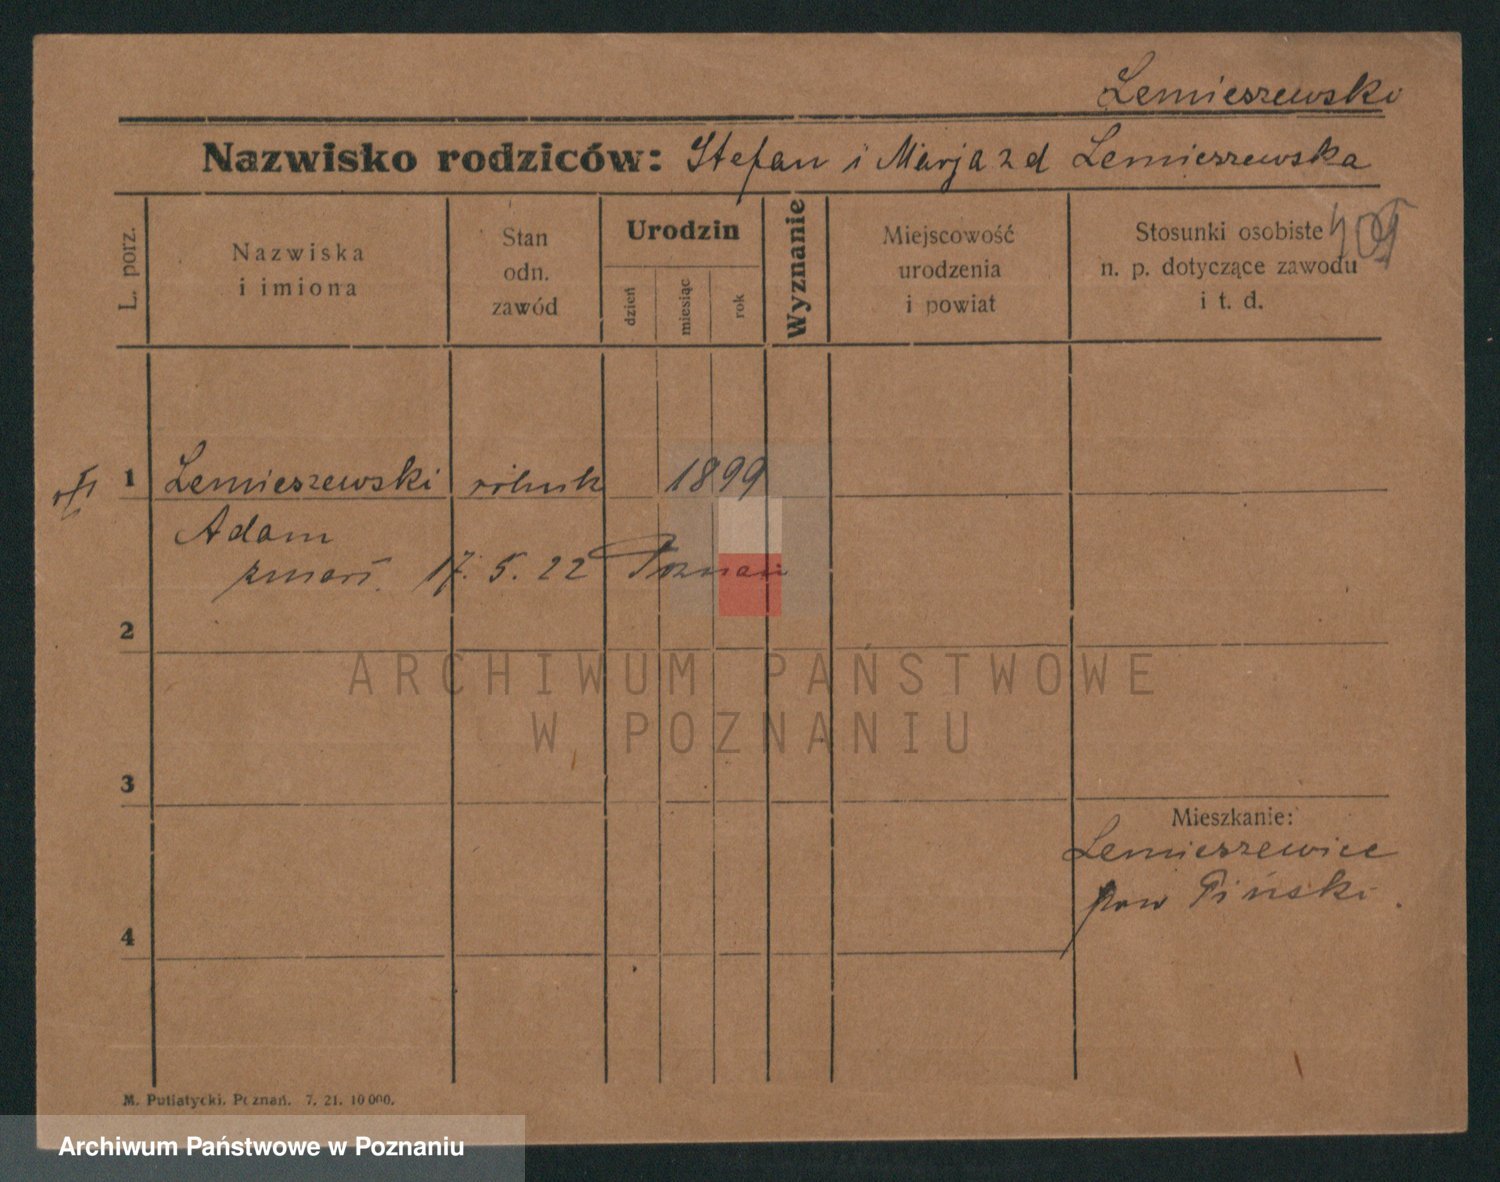 Lemieszewski
Nazwisko rodziców: Stefan i Marja z d Lemieszewska
L. porz.
Nazwiska
i imiona
Stan
odn.
zawód
Urodzin
dzień
miesiąc
rok
Wyznanie
Miejscowość
urodzenia
i powiat
Stosunki osobiste
n. p. dotyczące zawodu
i t. d.
1 Lemieszewski rolnik 1899
Adam
zmarł. 17. 5. 22 Poznań
2
ARCHIWUM PAŃSTWOWE
W POZNANIU
3
Mieszkanie:
Lemieszewice
pow Piński.
4
M. Putiatycki. Poznań. 7. 21. 10 000.
Archiwum Państwowe w Poznaniu